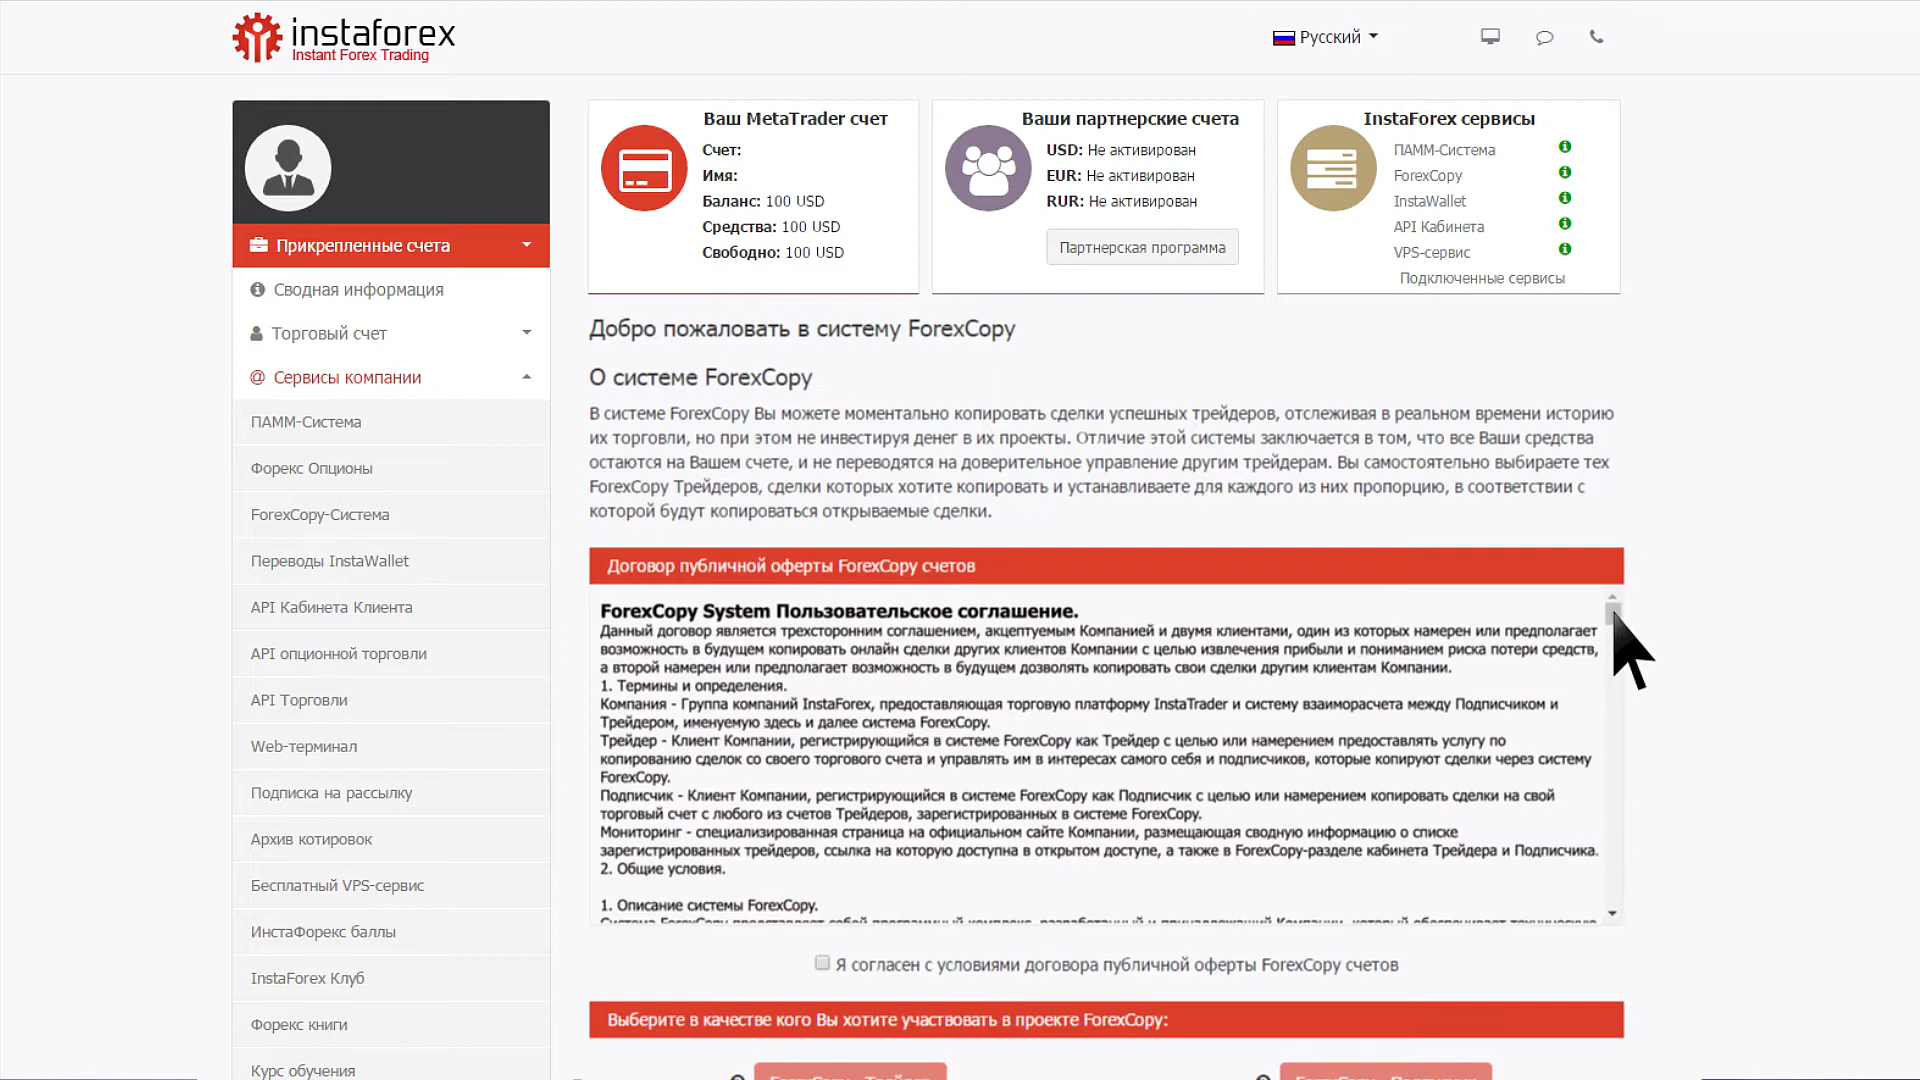 instaforex
Instant Forex Trading
Русский
Прикрепленные счета
Сводная информация
Торговый счет
@ Сервисы компании
ПАММ-Система
Форекс Опционы
ForexCopy-Система
Переводы InstaWallet
API Кабинета Клиента
API опционной торговли
API Торговли
Web-терминал
Подписка на рассылку
Архив котировок
Бесплатный VPS-сервис
ИнстаФорекс баллы
InstaForex Клуб
Форекс книги
Курс обучения
Ваш MetaTrader счет
Счет:
Имя:
Баланс: 100 USD
Средства: 100 USD
Свободно: 100 USD
Ваши партнерские счета
USD: Не активирован
EUR: Не активирован
RUR: Не активирован
Партнерская программа
InstaForex сервисы
ПАММ-Система
ForexCopy
InstaWallet
API Кабинета
VPS-сервис
Подключенные сервисы
Добро пожаловать в систему ForexCopy
О системе ForexCopy
В системе ForexCopy Вы можете моментально копировать сделки успешных трейдеров, отслеживая в реальном времени историю
их торговли, но при этом не инвестируя денег в их проекты. Отличие этой системы заключается в том, что все Ваши средства
остаются на Вашем счете, и не переводятся на доверительное управление другим трейдерам. Вы самостоятельно выбираете тех
ForexCopy Трейдеров, сделки которых хотите копировать и устанавливаете для каждого из них пропорцию, в соответствии с
которой будут копироваться открываемые сделки.
Договор публичной оферты ForexCopy счетов
ForexCopy System Пользовательское соглашение.
Данный договор является трехсторонним соглашением, акцептуемым Компанией и двумя клиентами, один из которых намерен или предполагает
возможность в будущем копировать онлайн сделки других клиентов Компании с целью извлечения прибыли и пониманием риска потери средств,
а второй намерен или предполагает возможность в будущем дозволять копировать свои сделки другим клиентам Компании.
1. Термины и определения.
Компания - Группа компаний InstaForex, предоставляющая торговую платформу InstaTrader и систему взаиморасчета между Подписчиком и
Трейдером, именуемую здесь и далее система ForexCopy.
Трейдер - Клиент Компании, регистрирующийся в системе ForexCopy как Трейдер с целью или намерением предоставлять услугу по
копированию сделок со своего торгового счета и управлять им в интересах самого себя и подписчиков, которые копируют сделки через систему
ForexCopy.
Подписчик - Клиент Компании, регистрирующийся в системе ForexCopy как Подписчик с целью или намерением копировать сделки на свой
торговый счет с любого из счетов Трейдеров, зарегистрированных в системе ForexCopy.
Мониторинг - специализированная страница на официальном сайте Компании, размещающая сводную информацию о списке
зарегистрированных трейдеров, ссылка на которую доступна в открытом доступе, а также в ForexCopy-разделе кабинета Трейдера и Подписчика.
2. Общие условия.
1. Описание системы ForexCopy.
Система ForexCopy представляет собой программный комплекс, разработанный и принадлежащий Компании, который обеспечивает техническую
Я согласен с условиями договора публичной оферты ForexCopy счетов
Выберите в качестве кого Вы хотите участвовать в проекте ForexCopy: